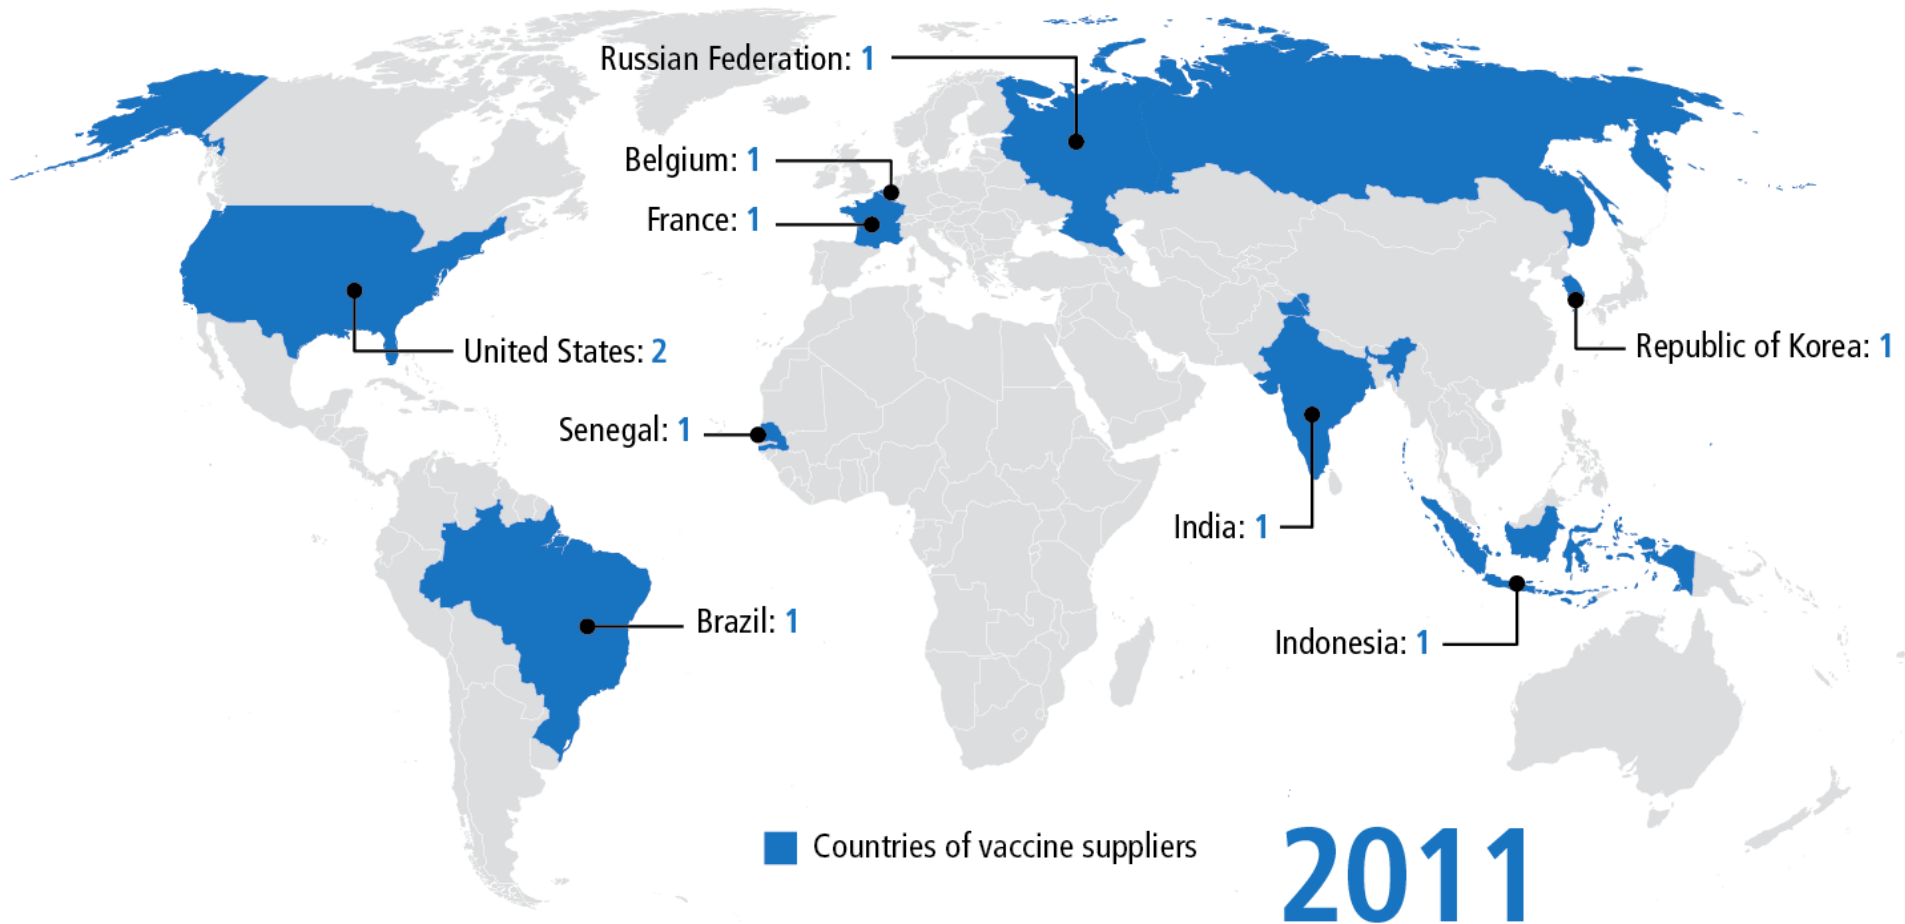 Russian Federation: 1
Belgium: 1
France: 1
United States: 2
Republic of Korea: 1
Senegal: 1
India: 1
Brazil: 1
Indonesia: 1
Countries of vaccine suppliers
2011